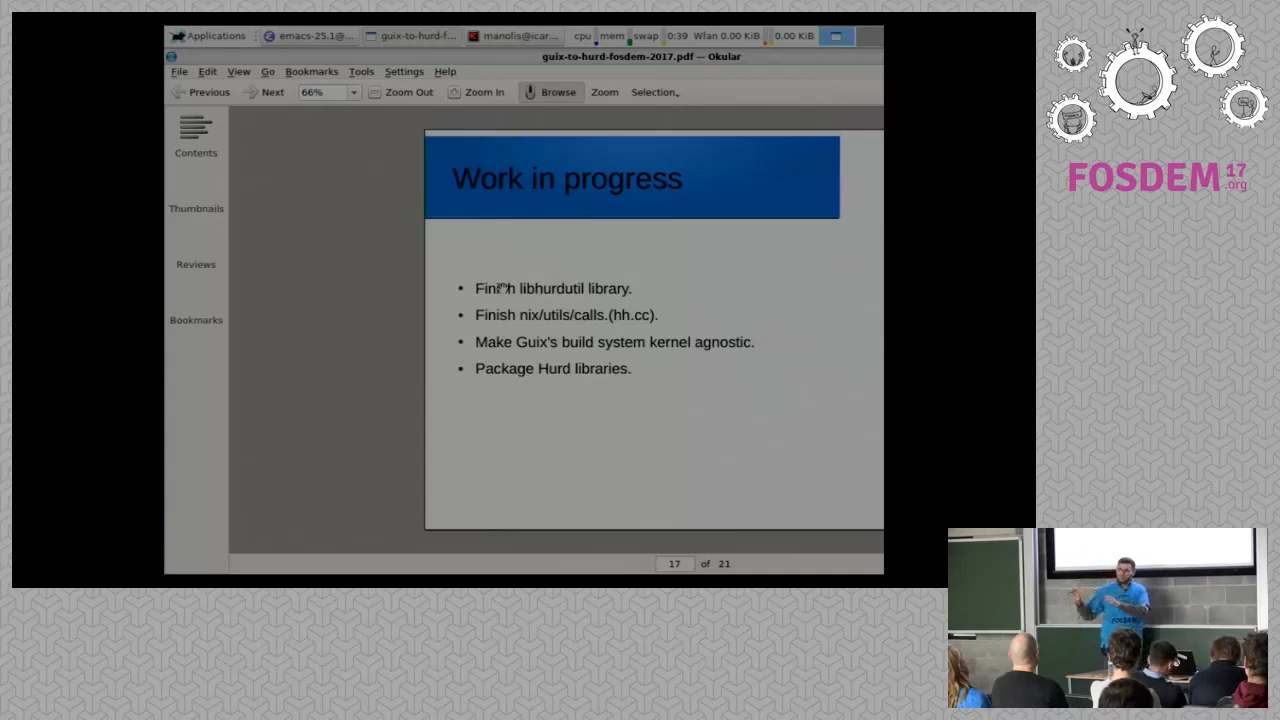 Applications
emacs-25.1@...
guix-to-hurd-f...
manolis@icar...
cpu
mem
swap
0:39 Wlan 0.00 KiB
0.00 KiB
guix-to-hurd-fosdem-2017.pdf — Okular
File Edit View Go Bookmarks Tools Settings Help
Previous Next 66% Zoom Out Zoom In Browse Zoom Selection
Contents
Thumbnails
Reviews
Bookmarks
Work in progress
• Finish libhurdutil library.
• Finish nix/utils/calls.(hh.cc).
• Make Guix's build system kernel agnostic.
• Package Hurd libraries.
17 of 21
FOSDEM 17
.org
FOSDEM